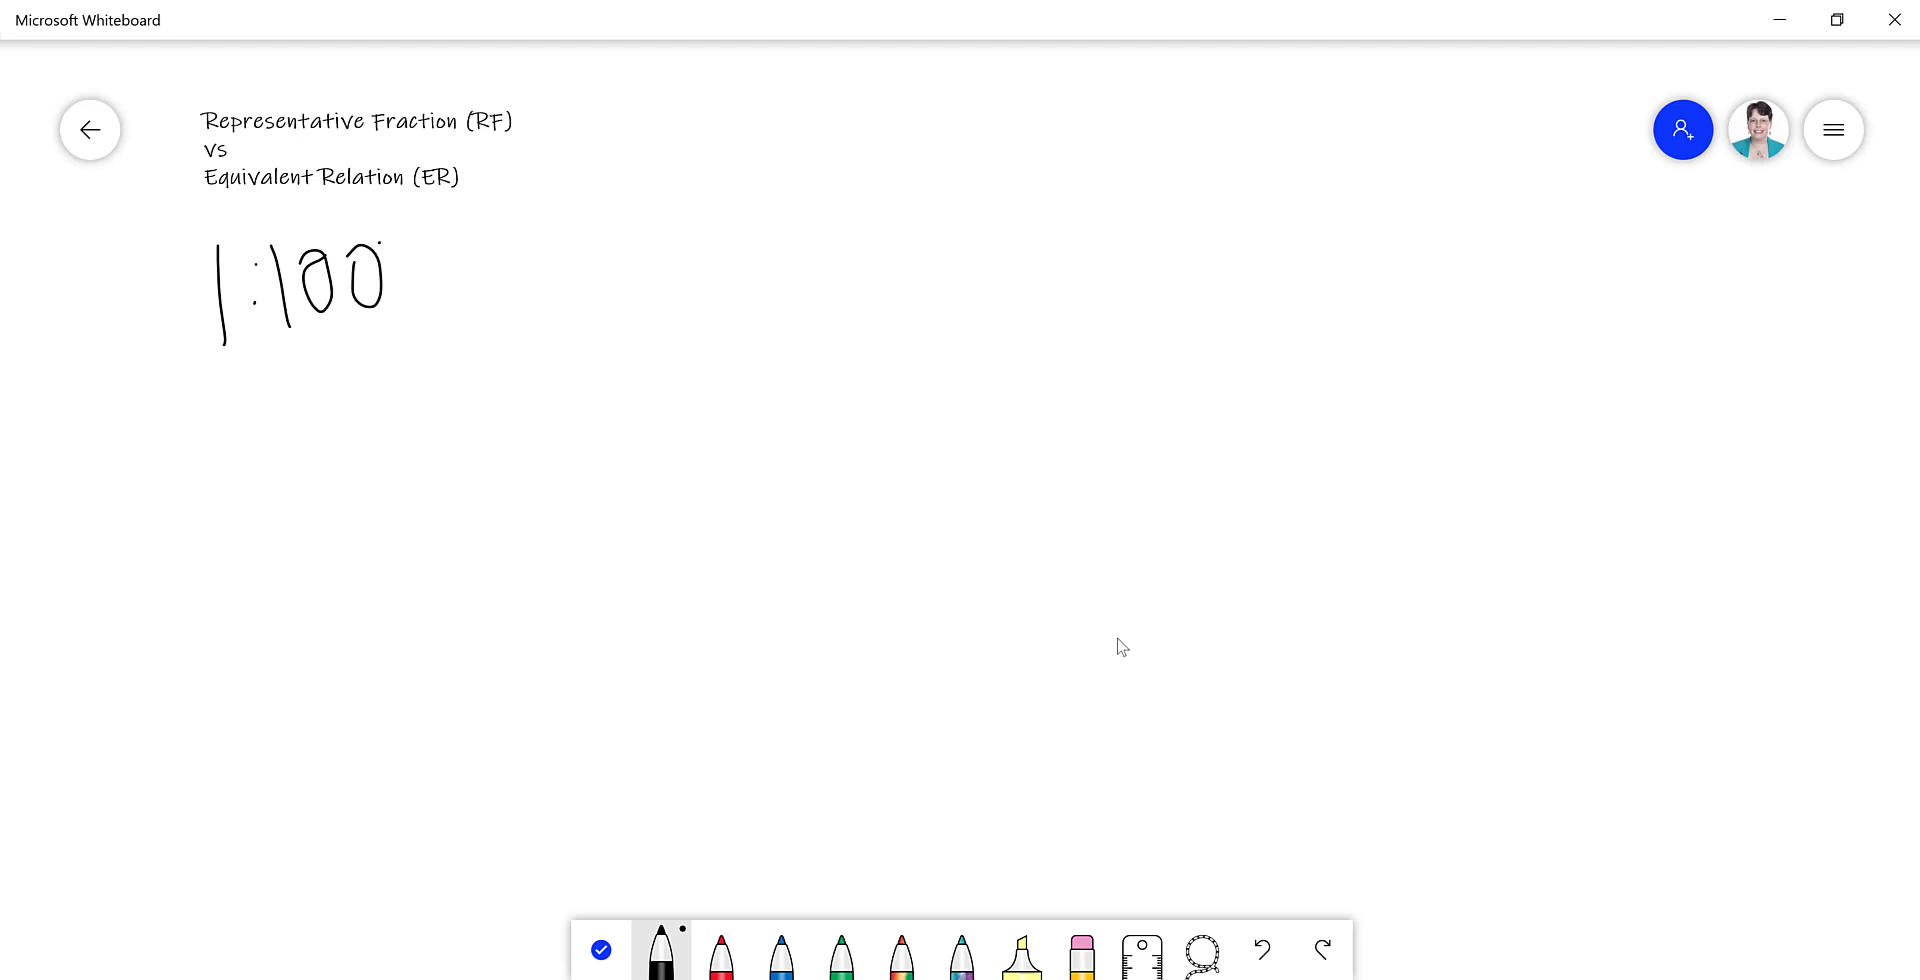 Microsoft Whiteboard
Representative Fraction (RF)
vs
Equivalent Relation (ER)
1:100